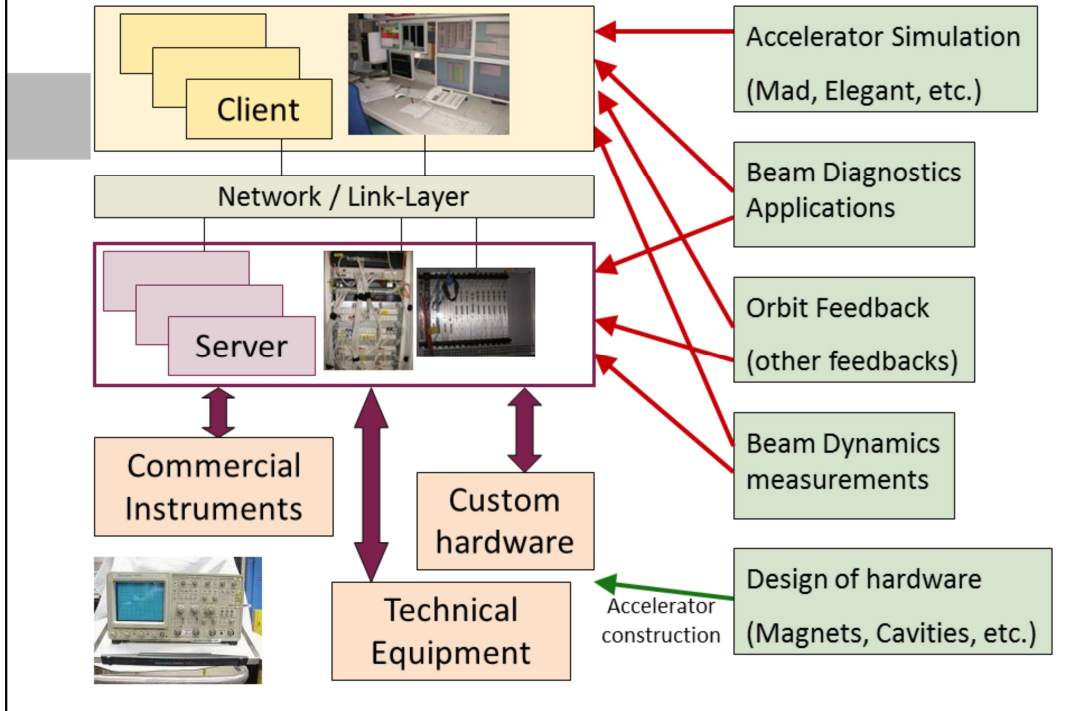 Client
Network / Link-Layer
Server
Commercial
Instruments
Custom
hardware
Technical
Equipment
Accelerator Simulation
(Mad, Elegant, etc.)
Beam Diagnostics
Applications
Orbit Feedback
(other feedbacks)
Beam Dynamics
measurements
Design of hardware
(Magnets, Cavities, etc.)
Accelerator
construction